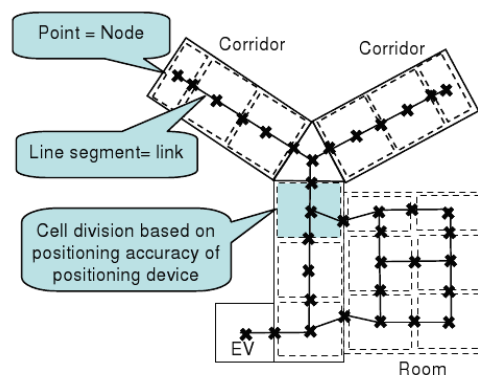 Point = Node
Corridor
Corridor
Line segment= link
Cell division based on
positioning accuracy of
positioning device
EV
Room